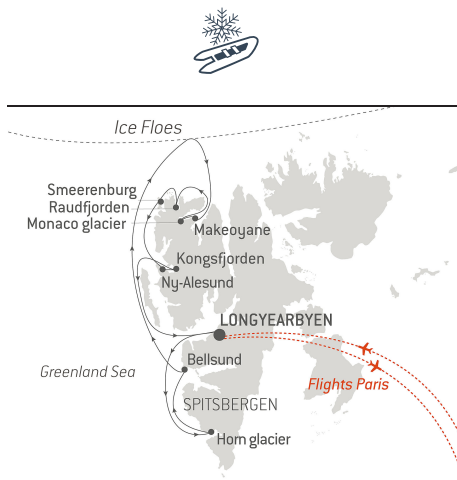 Ice Floes
Smeerenburg
Raudfjorden
Monaco glacier
Makeoyane
Kongsfjorden
Ny-Alesund
LONGYEARBYEN
Bellsund
Greenland Sea
Flights Paris
SPITSBERGEN
Horn glacier